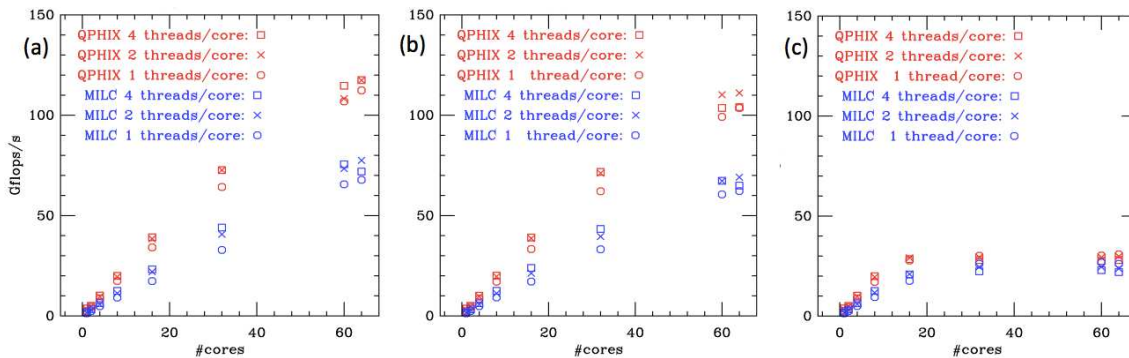 (a)
QPHIX 4 threads/core:
QPHIX 2 threads/core:
QPHIX 1 threads/core:
MILC 4 threads/core:
MILC 2 threads/core:
MILC 1 threads/core:
Gflops/s
150
100
50
0
0 20 40 60
#cores
(b)
QPHIX 4 threads/core:
QPHIX 2 threads/core:
QPHIX 1 thread/core:
MILC 4 threads/core:
MILC 2 threads/core:
MILC 1 thread/core:
150
100
50
0
0 20 40 60
#cores
(c)
QPHIX 4 threads/core:
QPHIX 2 threads/core:
QPHIX 1 thread/core:
MILC 4 threads/core:
MILC 2 threads/core:
MILC 1 thread/core:
150
100
50
0
0 20 40 60
#cores